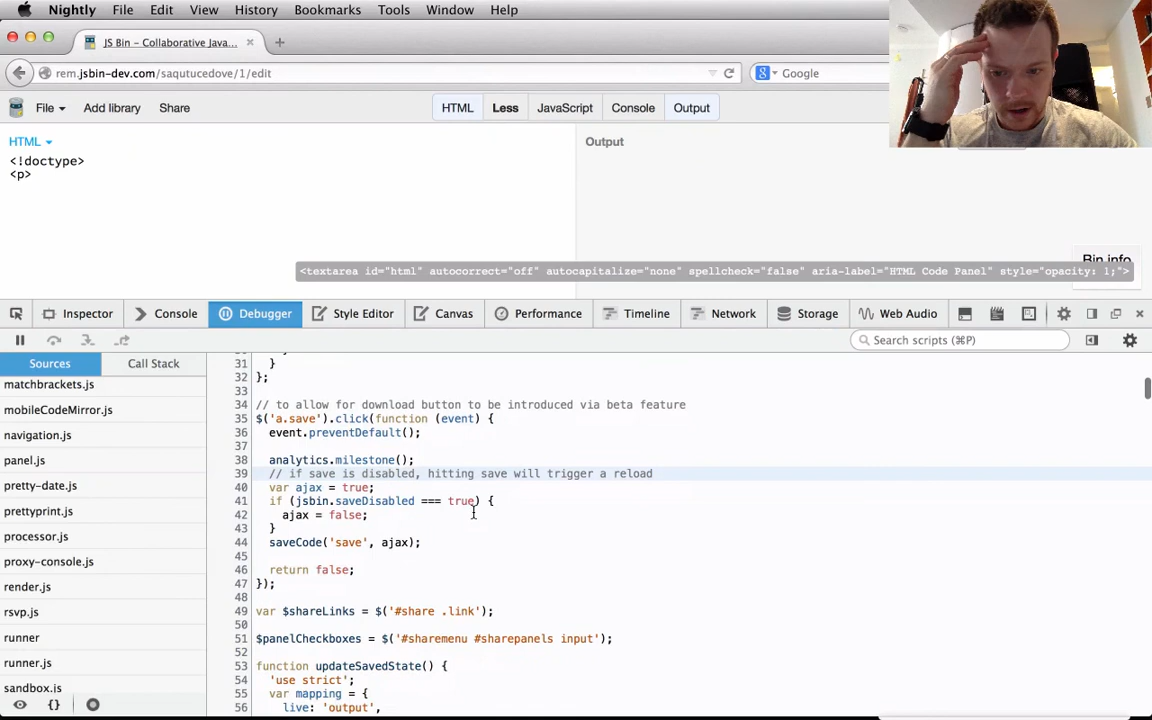 Nightly File Edit View History Bookmarks Tools Window Help
JS Bin - Collaborative Java...
rem.jsbin-dev.com/saqutucedove/1/edit
Google
File Add library Share HTML Less JavaScript Console Output
HTML
Output
<!doctype>
<p>
Bin info
<textarea id="html" autocorrect="off" autocapitalize="none" spellcheck="false" aria-label="HTML Code Panel" style="opacity: 1;">
Inspector Console Debugger Style Editor Canvas Performance Timeline Network Storage Web Audio
Search scripts (⌘P)
Sources Call Stack
matchbrackets.js
mobileCodeMirror.js
navigation.js
panel.js
pretty-date.js
prettyprint.js
processor.js
proxy-console.js
render.js
rsvp.js
runner
runner.js
sandbox.js
{}
31 }
32 };
33
34 // to allow for download button to be introduced via beta feature
35 $('a.save').click(function (event) {
36 event.preventDefault();
37
38 analytics.milestone();
39 // if save is disabled, hitting save will trigger a reload
40 var ajax = true;
41 if (jsbin.saveDisabled === true) {
42 ajax = false;
43 }
44 saveCode('save', ajax);
45
46 return false;
47 });
48
49 var $shareLinks = $('#share .link');
50
51 $panelCheckboxes = $('#sharemenu #sharepanels input');
52
53 function updateSavedState() {
54 'use strict';
55 var mapping = {
56 live: 'output',